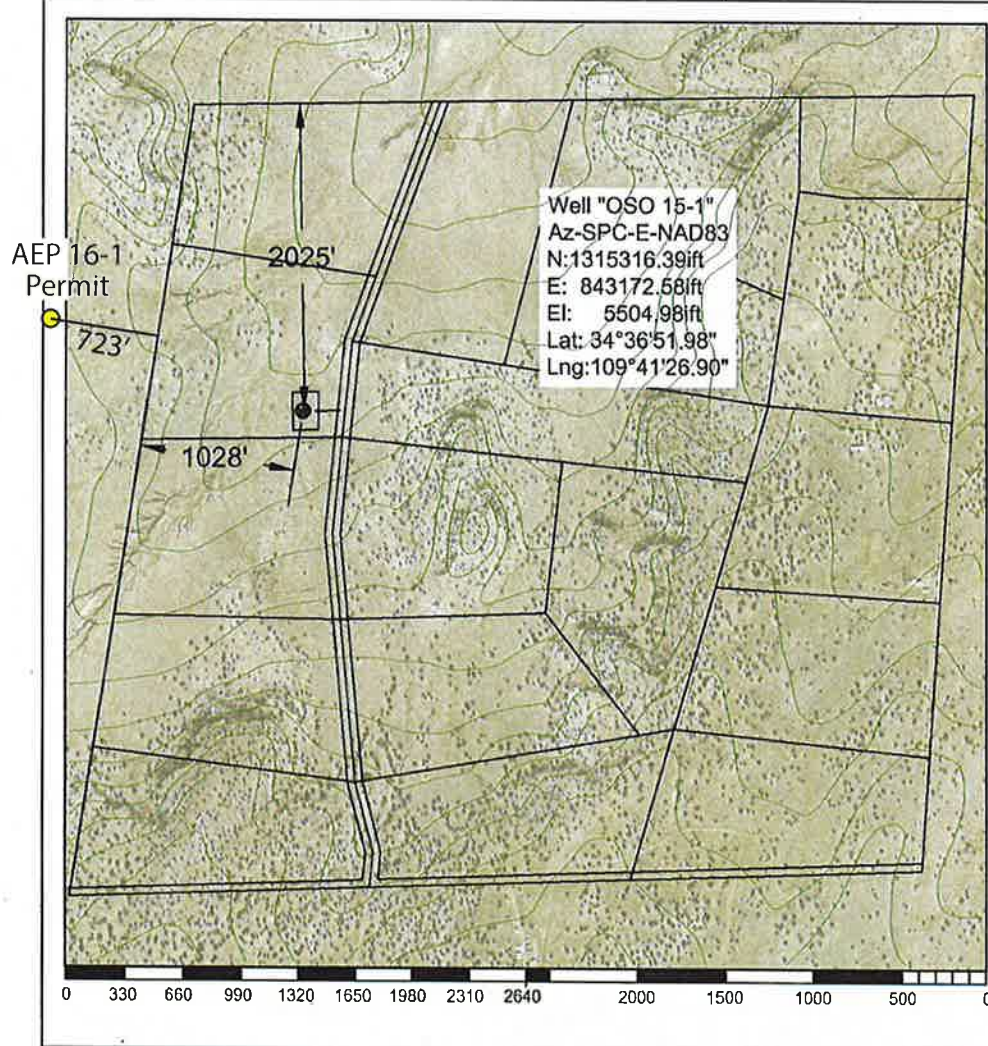 2025'
Well "OSO 15-1"
Az-SPC-E-NAD83
N:1315316.39ift
E: 843172.58ift
El: 5504.98ift
Lat: 34°36'51.98"
Lng:109°41'26.90"
AEP 16-1
Permit
723'
1028'
0 330 660 990 1320 1650 1980 2310 2640 2000 1500 1000 500 0